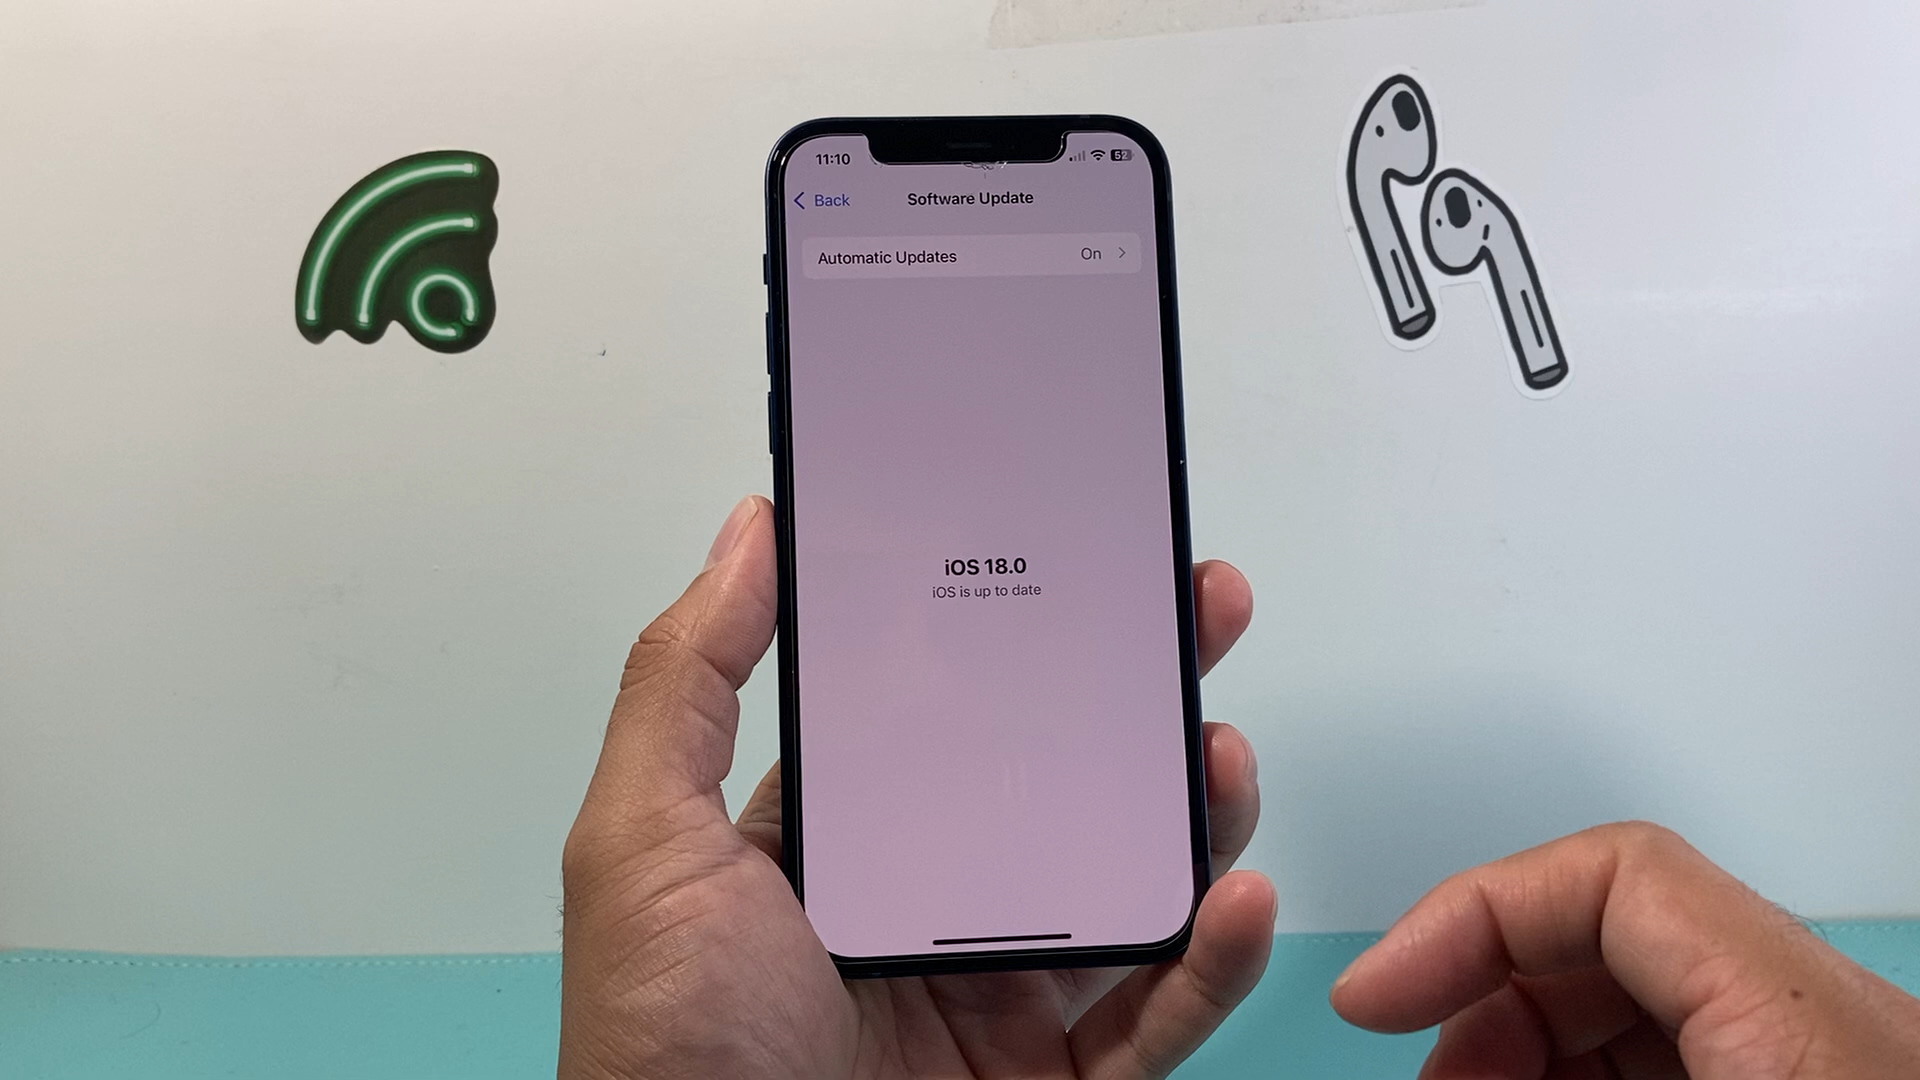 11:10
52
Back
Software Update
Automatic Updates On
iOS 18.0
iOS is up to date